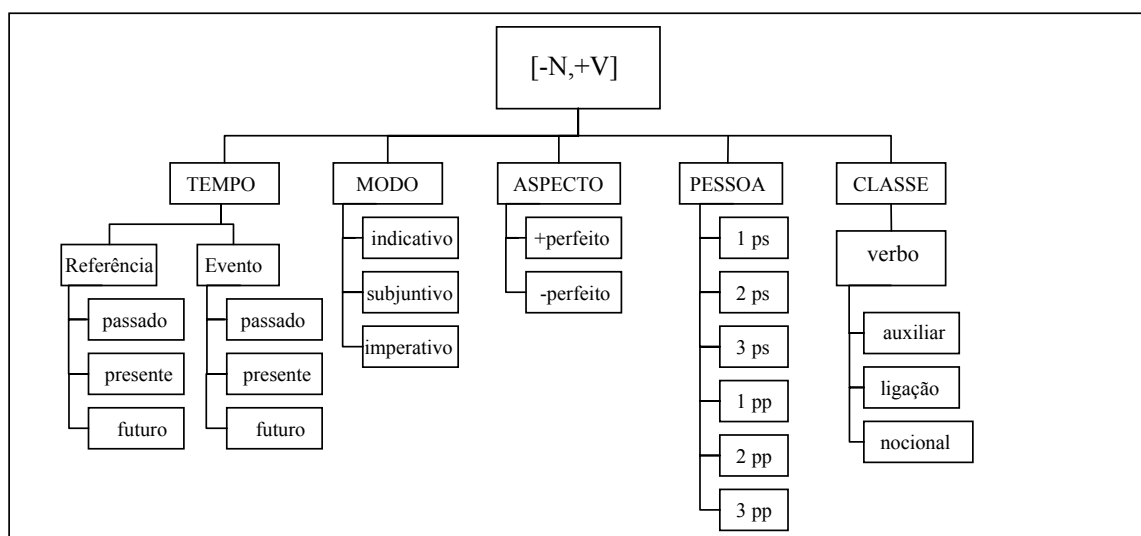 [-N,+V]
TEMPO
MODO
ASPECTO
PESSOA
CLASSE
Referência
Evento
passado
presente
futuro
passado
presente
futuro
indicativo
subjuntivo
imperativo
+perfeito
-perfeito
1 ps
2 ps
3 ps
1 pp
2 pp
3 pp
verbo
auxiliar
ligação
nocional